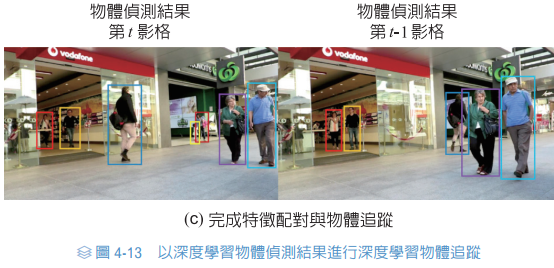 物體偵測結果
第 t 影格
物體偵測結果
第 t-1 影格
vodafone
WOOLWORTHS
vodafone
(c) 完成特徵配對與物體追蹤
圖 4-13 以深度學習物體偵測結果進行深度學習物體追蹤